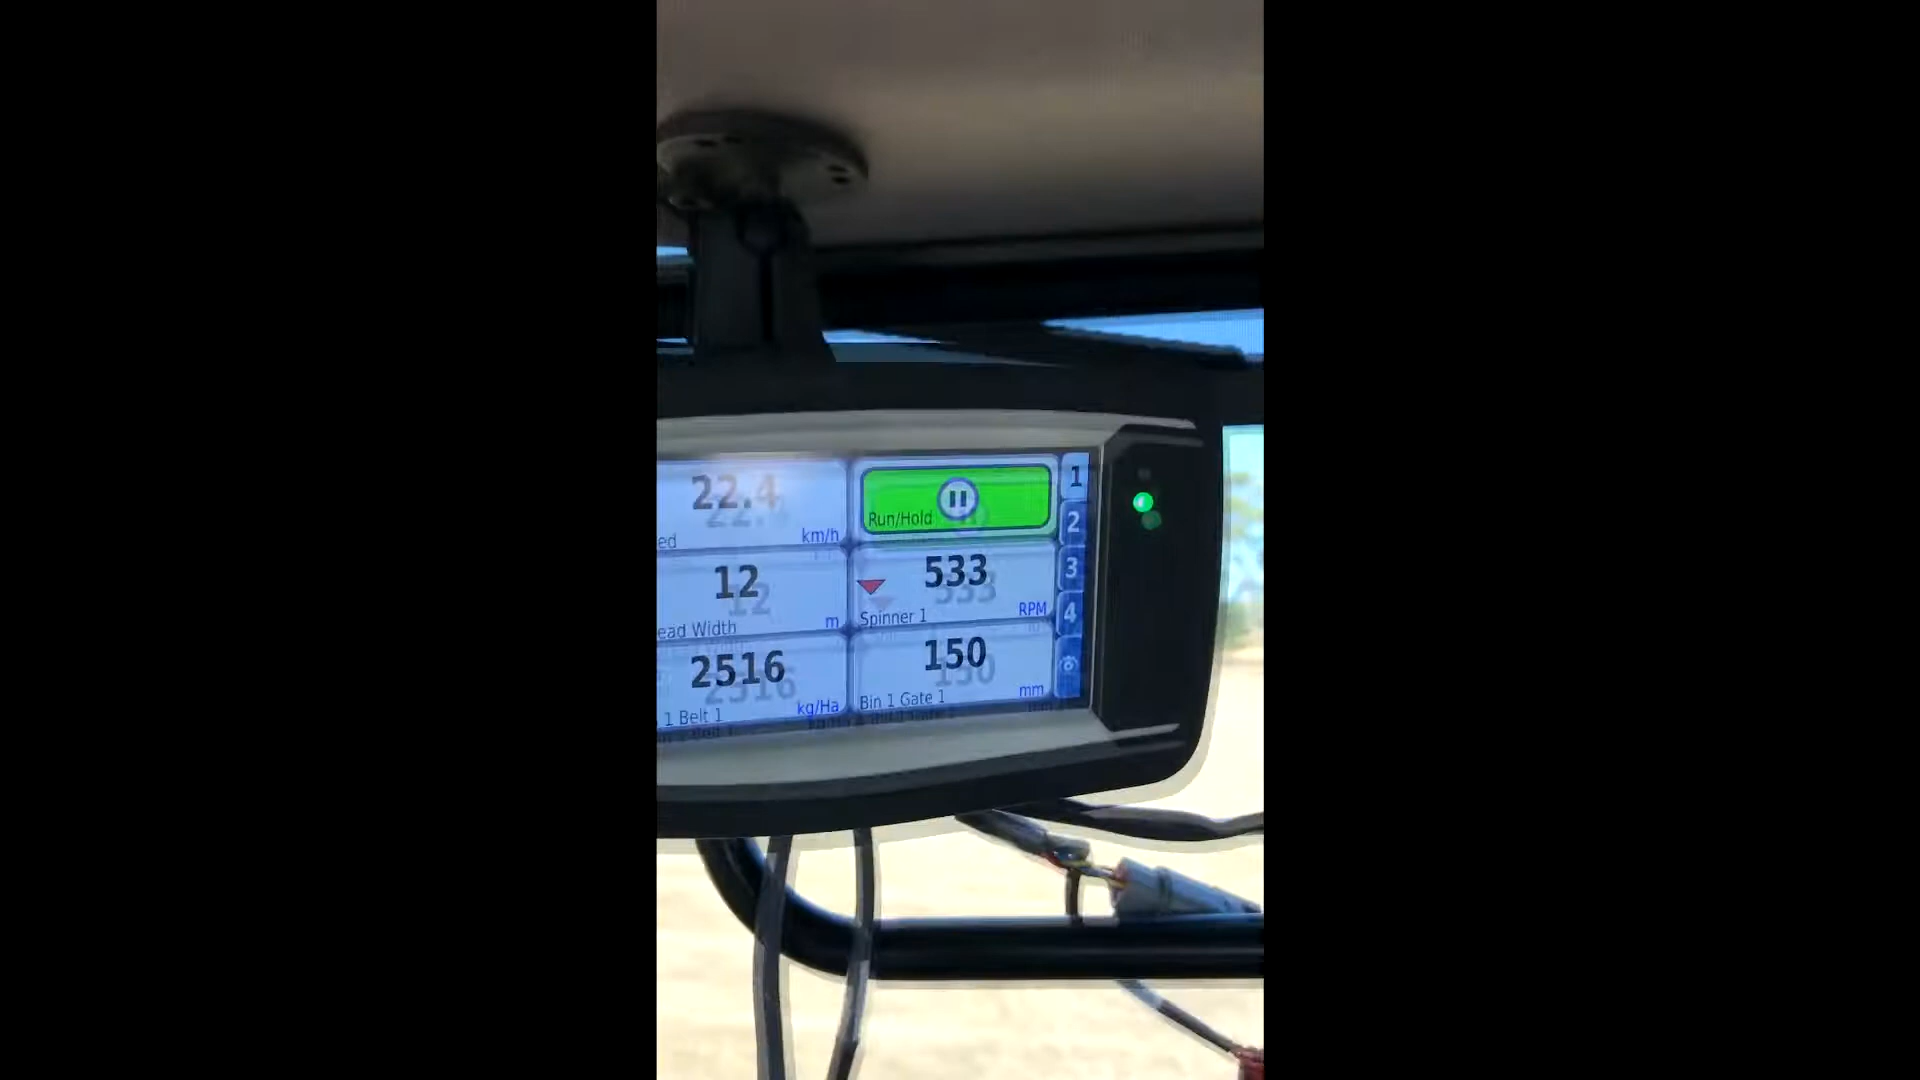 22.4
ed km/h
Run/Hold
12
ead Width m
533
Spinner 1 RPM
2516
1 Belt 1 kg/Ha
150
Bin 1 Gate 1 mm
1
2
3
4